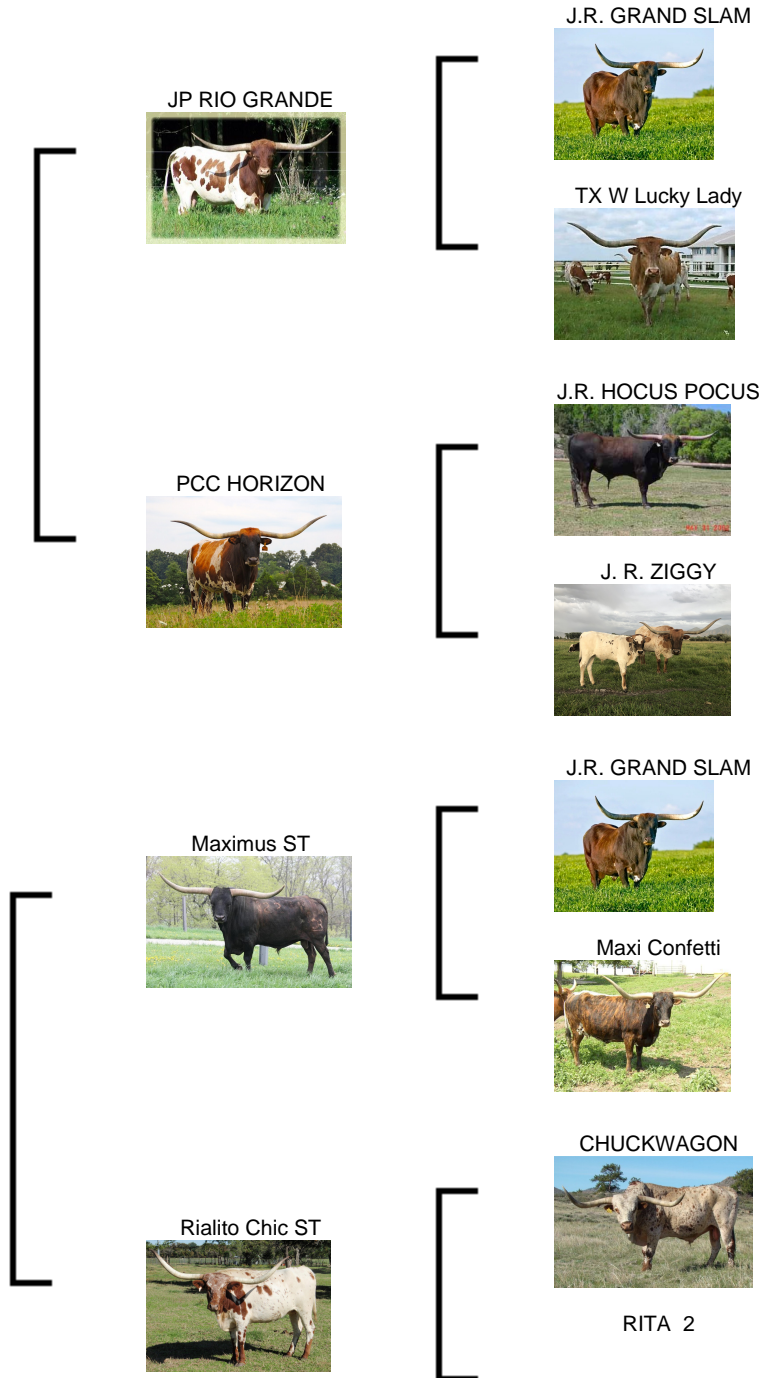 J.R. GRAND SLAM
JP RIO GRANDE
TX W Lucky Lady
J.R. HOCUS POCUS
PCC HORIZON
J. R. ZIGGY
J.R. GRAND SLAM
Maximus ST
Maxi Confetti
CHUCKWAGON
Rialito Chic ST
RITA 2